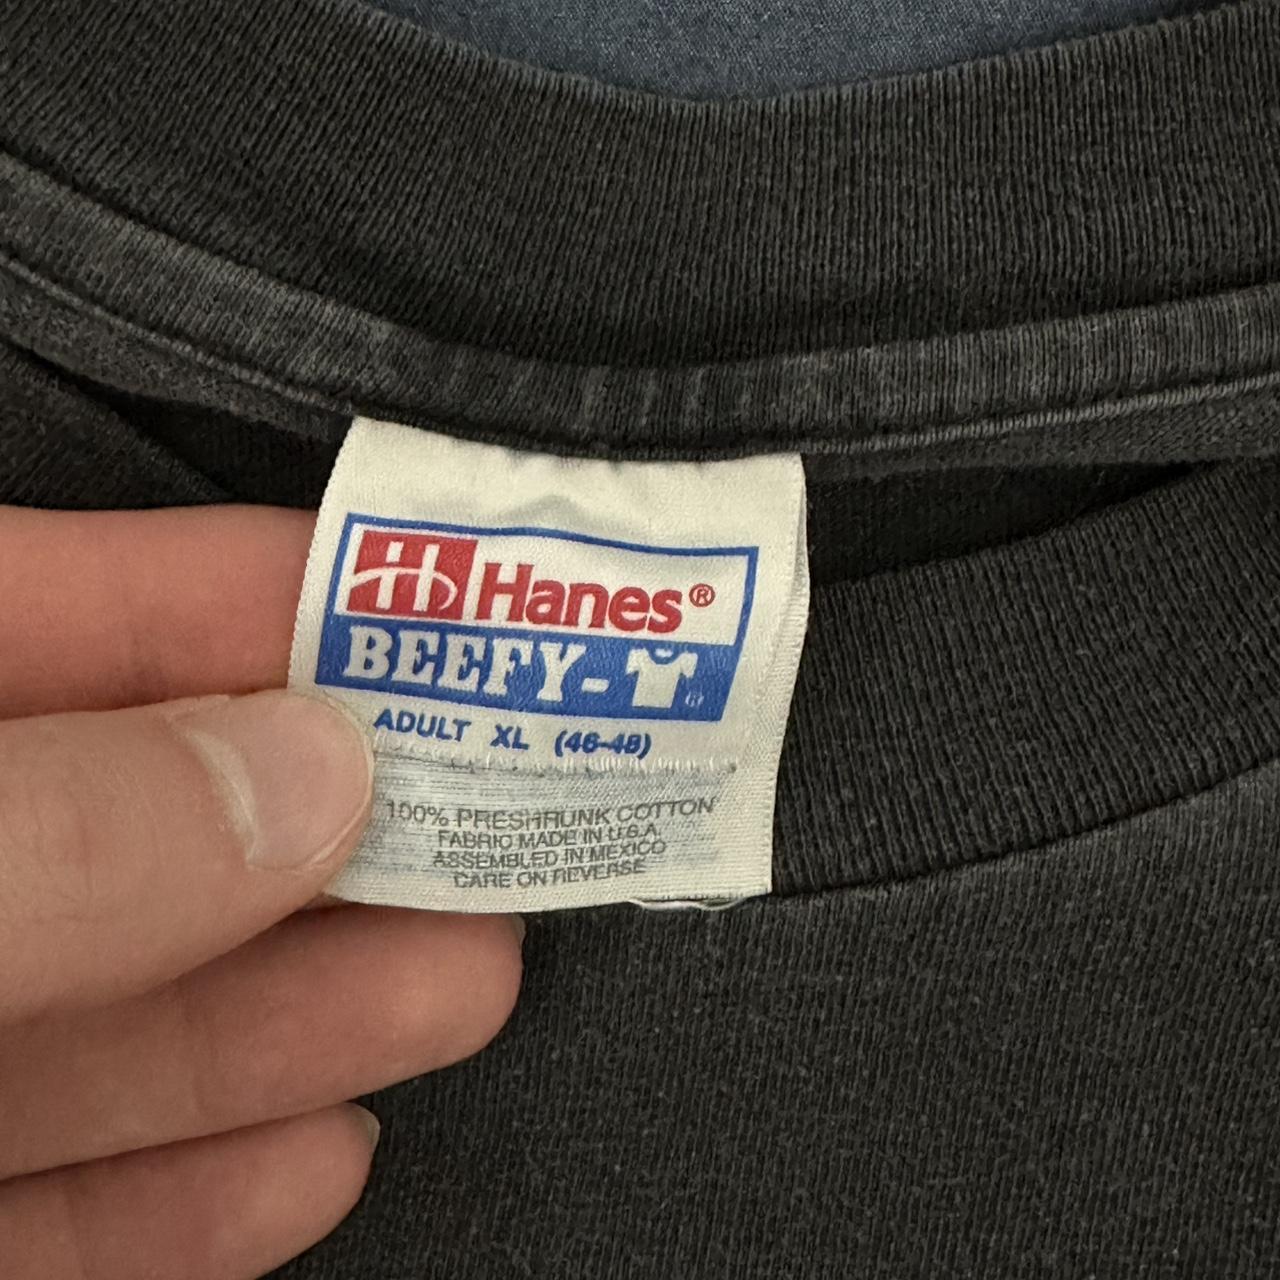 Hanes®
BEEFY-
ADULT XL (46-48)
100% PRESHRUNK COTTON
FABRIC MADE IN U.S.A.
ASSEMBLED IN MEXICO
CARE ON REVERSE